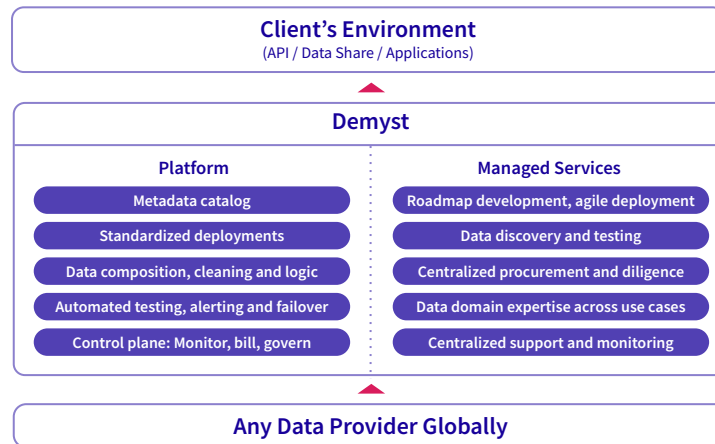 Client’s Environment
(API / Data Share / Applications)
Demyst
Platform
Metadata catalog
Standardized deployments
Data composition, cleaning and logic
Automated testing, alerting and failover
Control plane: Monitor, bill, govern
Managed Services
Roadmap development, agile deployment
Data discovery and testing
Centralized procurement and diligence
Data domain expertise across use cases
Centralized support and monitoring
Any Data Provider Globally